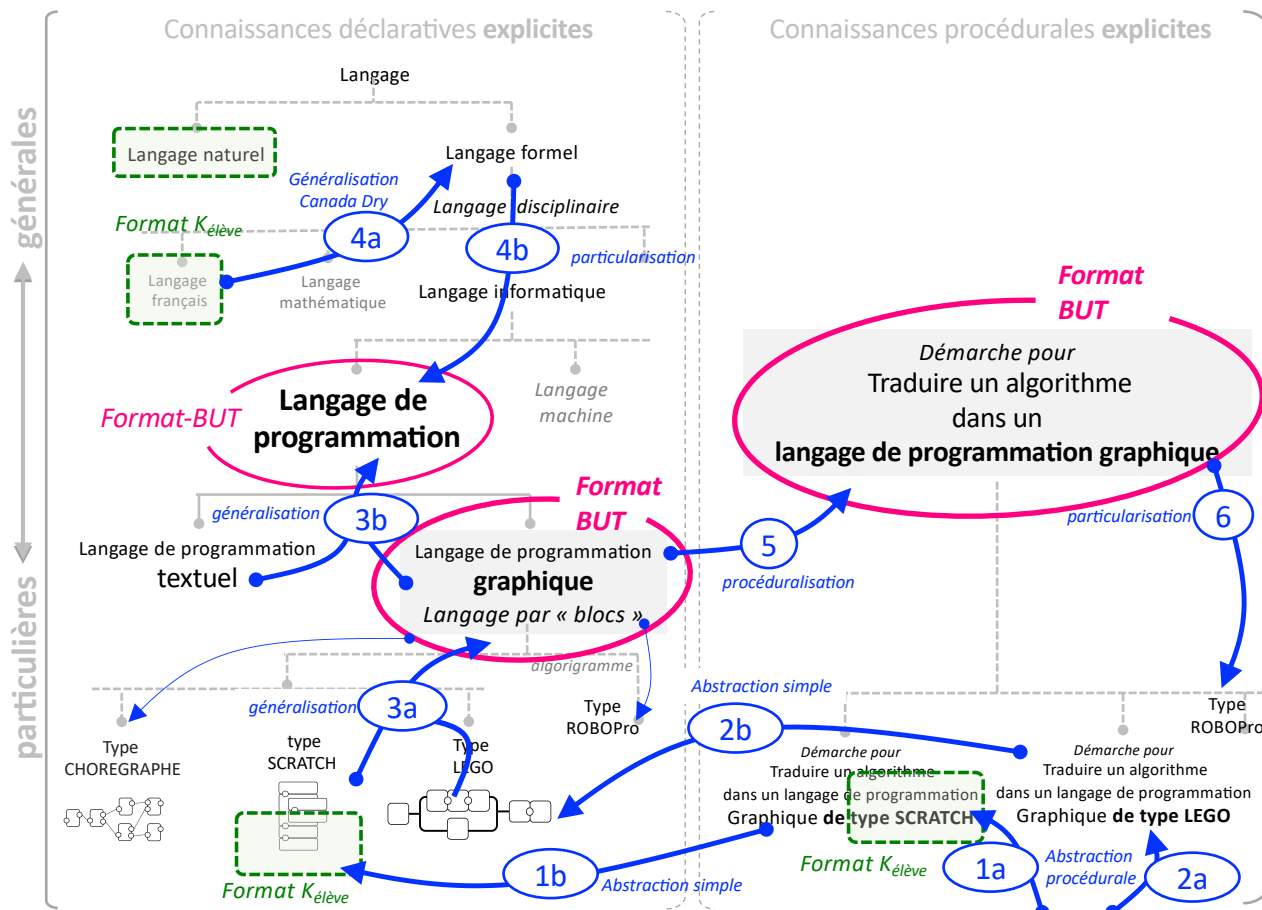 Connaissances déclaratives explicites
Connaissances procédurales explicites
générales
particulières
Langage
Langage naturel
Langage formel
Généralisation
Canada Dry
Langage disciplinaire
Format Kélève
4a
4b
particularisation
Langage
français
Langage
mathématique
Langage informatique
Format
BUT
Format-BUT
Langage de
programmation
Langage
machine
Démarche pour
Traduire un algorithme
dans un
langage de programmation graphique
Format
BUT
généralisation
3b
particularisation
6
Langage de programmation
textuel
Langage de programmation
graphique
Langage par « blocs »
5
procéduralisation
algorigramme
généralisation
3a
Abstraction simple
2b
Type
CHOREGRAPHE
type
SCRATCH
Type
LEGO
Type
ROBOPro
Type
ROBOPro
Démarche pour
Traduire un algorithme
dans un langage de programmation
Graphique de type SCRATCH
Démarche pour
Traduire un algorithme
dans un langage de programmation
Graphique de type LEGO
Format Kélève
1b
Abstraction simple
Format Kélève
1a
Abstraction
procédurale
2a